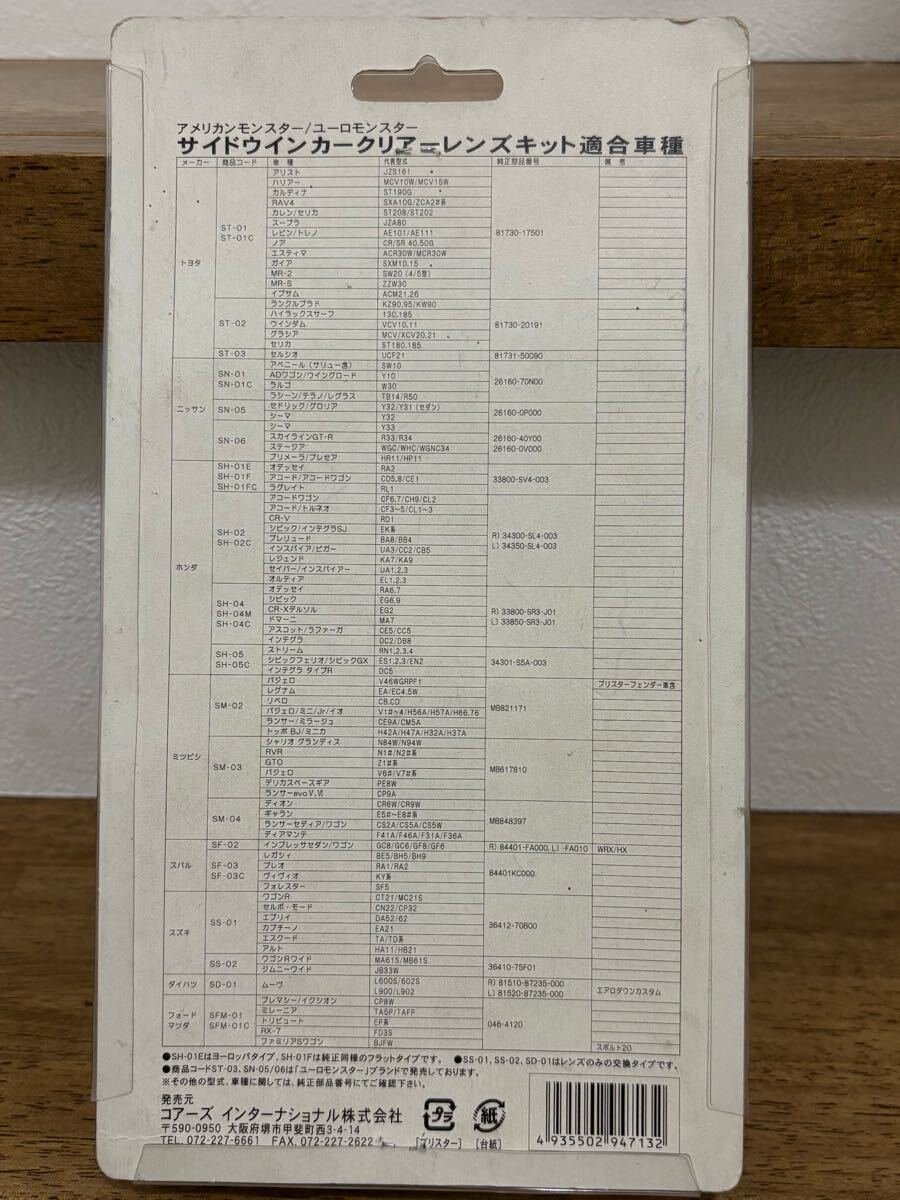 アメリカンモンスター/ユーロモンスター
サイドウインカークリアーレンズキット適合車種
メーカー 商品コード 車種 代表型式 純正部品番号 備考
トヨタ ST-01 ST-01C アリスト JZS161 81730-17501
ハリアー MCV10W/MCV15W
カルディナ ST190G
RAV4 SXA10G/ZCA2#系
カレン/セリカ ST208/ST202
スープラ JZA80
レビン/トレノ AE101/AE111
ノア CR/SR 40.50G
エスティマ ACR30W/MCR30W
ガイア SXM10.15
MR-2 SW20 (4/5型)
MR-S ZZW30
イプサム ACM21.26
ST-02 ランクルプラド KZ90.95/KW90 81730-20191
ハイラックスサーフ 130.185
ウインダム VCV10.11
グラシア MCV/XCV20.21
セリカ ST180.185
ST-03 セルシオ UCF21 81731-50090
ニッサン SN-01 SN-01C アベニール (サリュー含) SW10 26160-70N00
ADワゴン/ウイングロード Y10
ラルゴ W30
ラシーン/テラノ/レグラス TB14/R50
SN-05 セドリック/グロリア Y32/Y31 (セダン) 26160-0P000
シーマ Y32
SN-06 シーマ Y33 26160-40Y00 26160-0V000
スカイラインGT-R R33/R34
ステージア WGC/WHC/WGNC34
プリメーラ/プレセア HR11/HP11
ホンダ SH-01E SH-01F SH-01FC オデッセイ RA2 33800-SV4-003
アコード/アコードワゴン CD5.8/CE1
ラグレイト RL1
SH-02 SH-02C アコードワゴン CF6.7/CH9/CL2 R) 34300-SL4-003 L) 34350-SL4-003
アコード/トルネオ CF3~5/CL1~3
CR-V RD1
シビック/インテグラSJ EK系
プレリュード BA8/BB4
インスパイア/ビガー UA3/CC2/CB5
レジェンド KA7/KA9
セイバー/インスパイアー UA1.2.3
オルティア EL1.2.3
SH-04 SH-04M SH-04C オデッセイ RA6.7 R) 33800-SR3-J01 L) 33850-SR3-J01
シビック EG6.9
CR-Xデルソル EG2
ドマーニ MA7
アスコット/ラファーガ CE5/CC5
インテグラ DC2/DB8
SH-05 SH-05C ストリーム RN1.2.3.4 34301-S5A-003
シビックフェリオ/シビックGX ES1.2.3/EN2
インテグラ タイプR DC5
ミツビシ SM-02 パジェロ V46WGRPF1 MB821171 ブリスターフェンダー車含
レグナム EA/EC4.5W
リベロ CB.CD
パジェロ/ミニ/Jr/イオ V1#~4/H56A/H57A/H66.76
ランサー/ミラージュ CE9A/CM5A
トッポ BJ/ミニカ H42A/H47A/H32A/H37A
SM-03 シャリオ グランディス N84W/N94W MB617810
RVR N1#/N2#系
GTO Z1#系
パジェロ V6#/V7#系
デリカスペースギア PE8W
ランサーevoⅤ.Ⅵ CP9A
SM-04 ディオン CR6W/CR9W MB848397
ギャラン E5#~E8#系
ランサーセディア/ワゴン CS2A/CS5A/CS5W
ディアマンテ F41A/F46A/F31A/F36A
スバル SF-02 インプレッサセダン/ワゴン GC8/GC6/GF8/GF6 R) 84401-FA000.L) -FA010 WRX/HX
SF-03 SF-03C レガシィ BE5/BH5/BH9 84401KC000
プレオ RA1/RA2
ヴィヴィオ KY系
フォレスター SF5
スズキ SS-01 ワゴンR CT21/MC21S 36412-70B00
セルボ・モード CN22/CP32
エブリイ DA52/62
カプチーノ EA21
エスクード TA/TD系
アルト HA11/HB21
SS-02 ワゴンRワイド MA61S/MB61S 36410-75F01
ジムニーワイド JB33W
ダイハツ SD-01 ムーヴ L600S/602S L900/L902 R) 81510-87235-000 L) 81520-87235-000 エアロダウンカスタム
フォード マツダ SFM-01 SFM-01C プレマシー/イクシオン CP8W 046-4120
ミレーニア TA5P/TAFP
トリビュート EP系
RX-7 FD3S
ファミリアSワゴン BJFW スポルト20
●SH-01Eはヨーロッパタイプ、SH-01Fは純正同様のフラットタイプです。 ●SS-01、SS-02、SD-01はレンズのみの交換タイプです。
●商品コードST-03、SN-05/06は「ユーロモンスター」ブランドで発売しております。
※その他の型式、車種に関しては、純正部品番号にてご確認下さい。
発売元
コアーズ インターナショナル株式会社
〒590-0950 大阪府堺市甲斐町西3-4-14
TEL. 072-227-6661 FAX. 072-227-2622
プラ 紙
[ブリスター] [台紙]
4 935502 947132